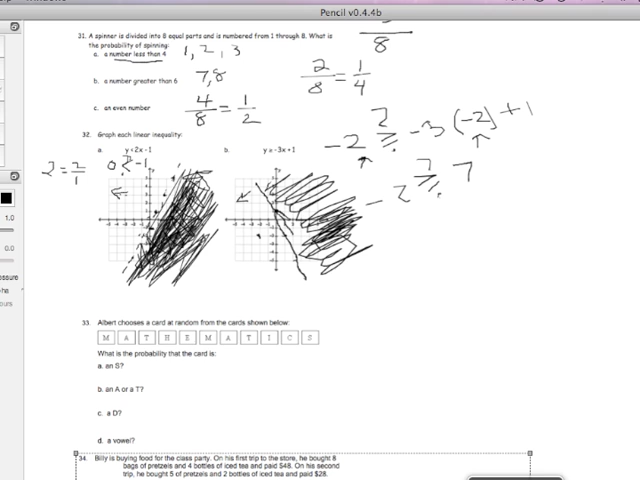 Pencil v0.4.4b
31. A spinner is divided into 8 equal parts and is numbered from 1 through 8. What is
the probability of spinning:
8
a. a number less than 4 1, 2, 3
b. a number greater than 6 7,8 2/8 = 1/4
c. an even number 4/8 = 1/2
-2 ≥? -3(-2)+1
32. Graph each linear inequality:
a. y<2x-1 b. y=-3x+1
2 = 2/1 0 -1
-2 ≥? 7
1.0
0.0
33. Albert chooses a card at random from the cards shown below:
M A T H E M A T I C S
What is the probability that the card is:
a. an S?
b. an A or a T?
c. a D?
d. a vowel?
34. Billy is buying food for the class party. On his first trip to the store, he bought 8
bags of pretzels and 4 bottles of iced tea and paid $48. On his second
trip, he bought 5 of pretzels and 2 bottles of iced tea and paid $28.